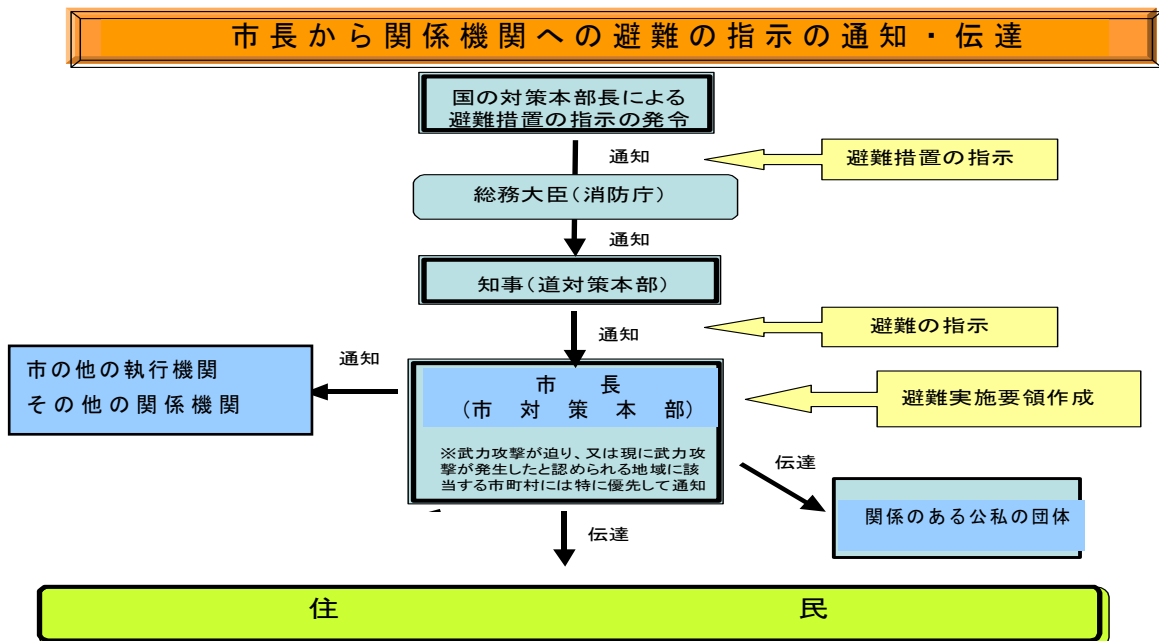 市長から関係機関への避難の指示の通知・伝達
国の対策本部長による
避難措置の指示の発令
通知
避難措置の指示
総務大臣(消防庁)
通知
知事(道対策本部)
通知
避難の指示
市の他の執行機関
その他の関係機関
通知
市長
(市対策本部)
※武力攻撃が迫り、又は現に武力攻
撃が発生したと認められる地域に該
当する市町村には特に優先して通知
避難実施要領作成
伝達
関係のある公私の団体
伝達
住民